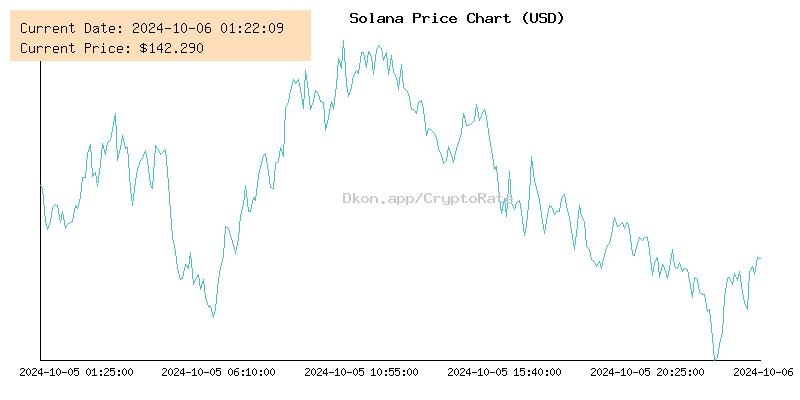 Solana Price Chart (USD)
Current Date: 2024-10-06 01:22:09
Current Price: $142.290
Dkon.app/CryptoRate
2024-10-05 01:25:00
2024-10-05 06:10:00
2024-10-05 10:55:00
2024-10-05 15:40:00
2024-10-05 20:25:00
2024-10-06